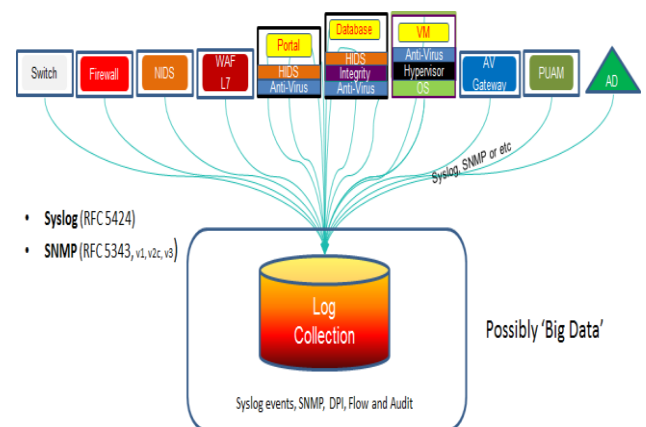 Switch
Firewall
NIDS
WAF
L7
Portal
HIDS
Anti-Virus
Database
HIDS
Integrity
Anti-Virus
VM
Anti-Virus
Hypervisor
OS
AV
Gateway
PUAM
AD
Syslog, SNMP or etc
• Syslog (RFC 5424)
• SNMP (RFC 5343, v1, v2c, v3)
Log
Collection
Possibly ‘Big Data’
Syslog events, SNMP, DPI, Flow and Audit